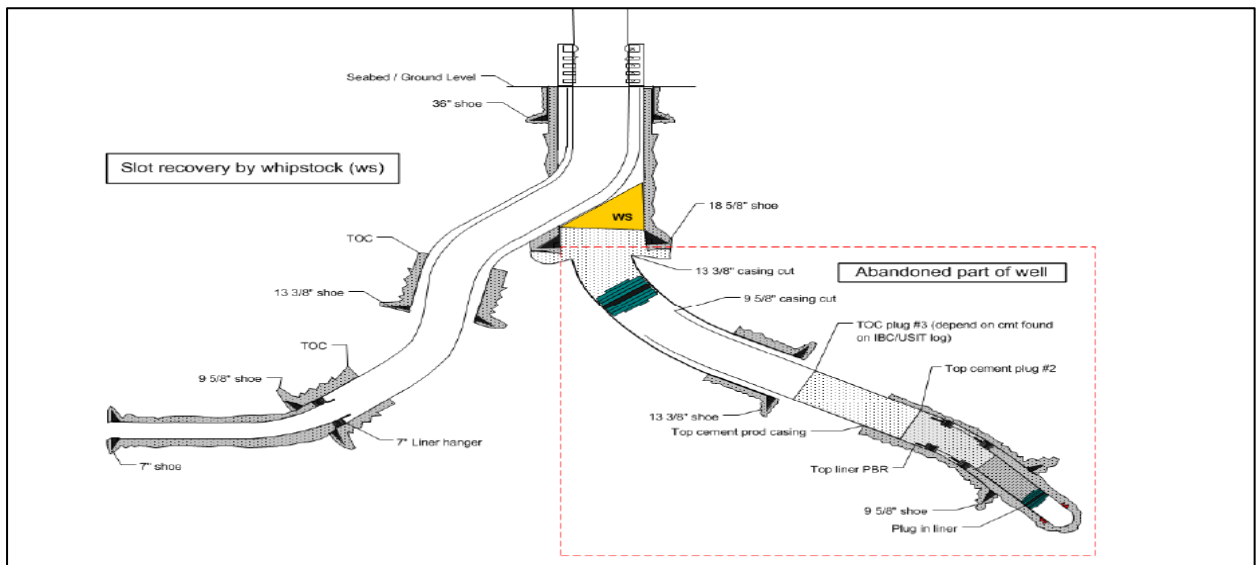 Seabed / Ground Level
36" shoe
Slot recovery by whipstock (ws)
ws
18 5/8" shoe
TOC
13 3/8" casing cut
Abandoned part of well
13 3/8" shoe
9 5/8" casing cut
TOC plug #3 (depend on cmt found
on IBC/USIT log)
TOC
Top cement plug #2
9 5/8" shoe
13 3/8" shoe
Top cement prod casing
7" Liner hanger
7" shoe
Top liner PBR
9 5/8" shoe
Plug in liner